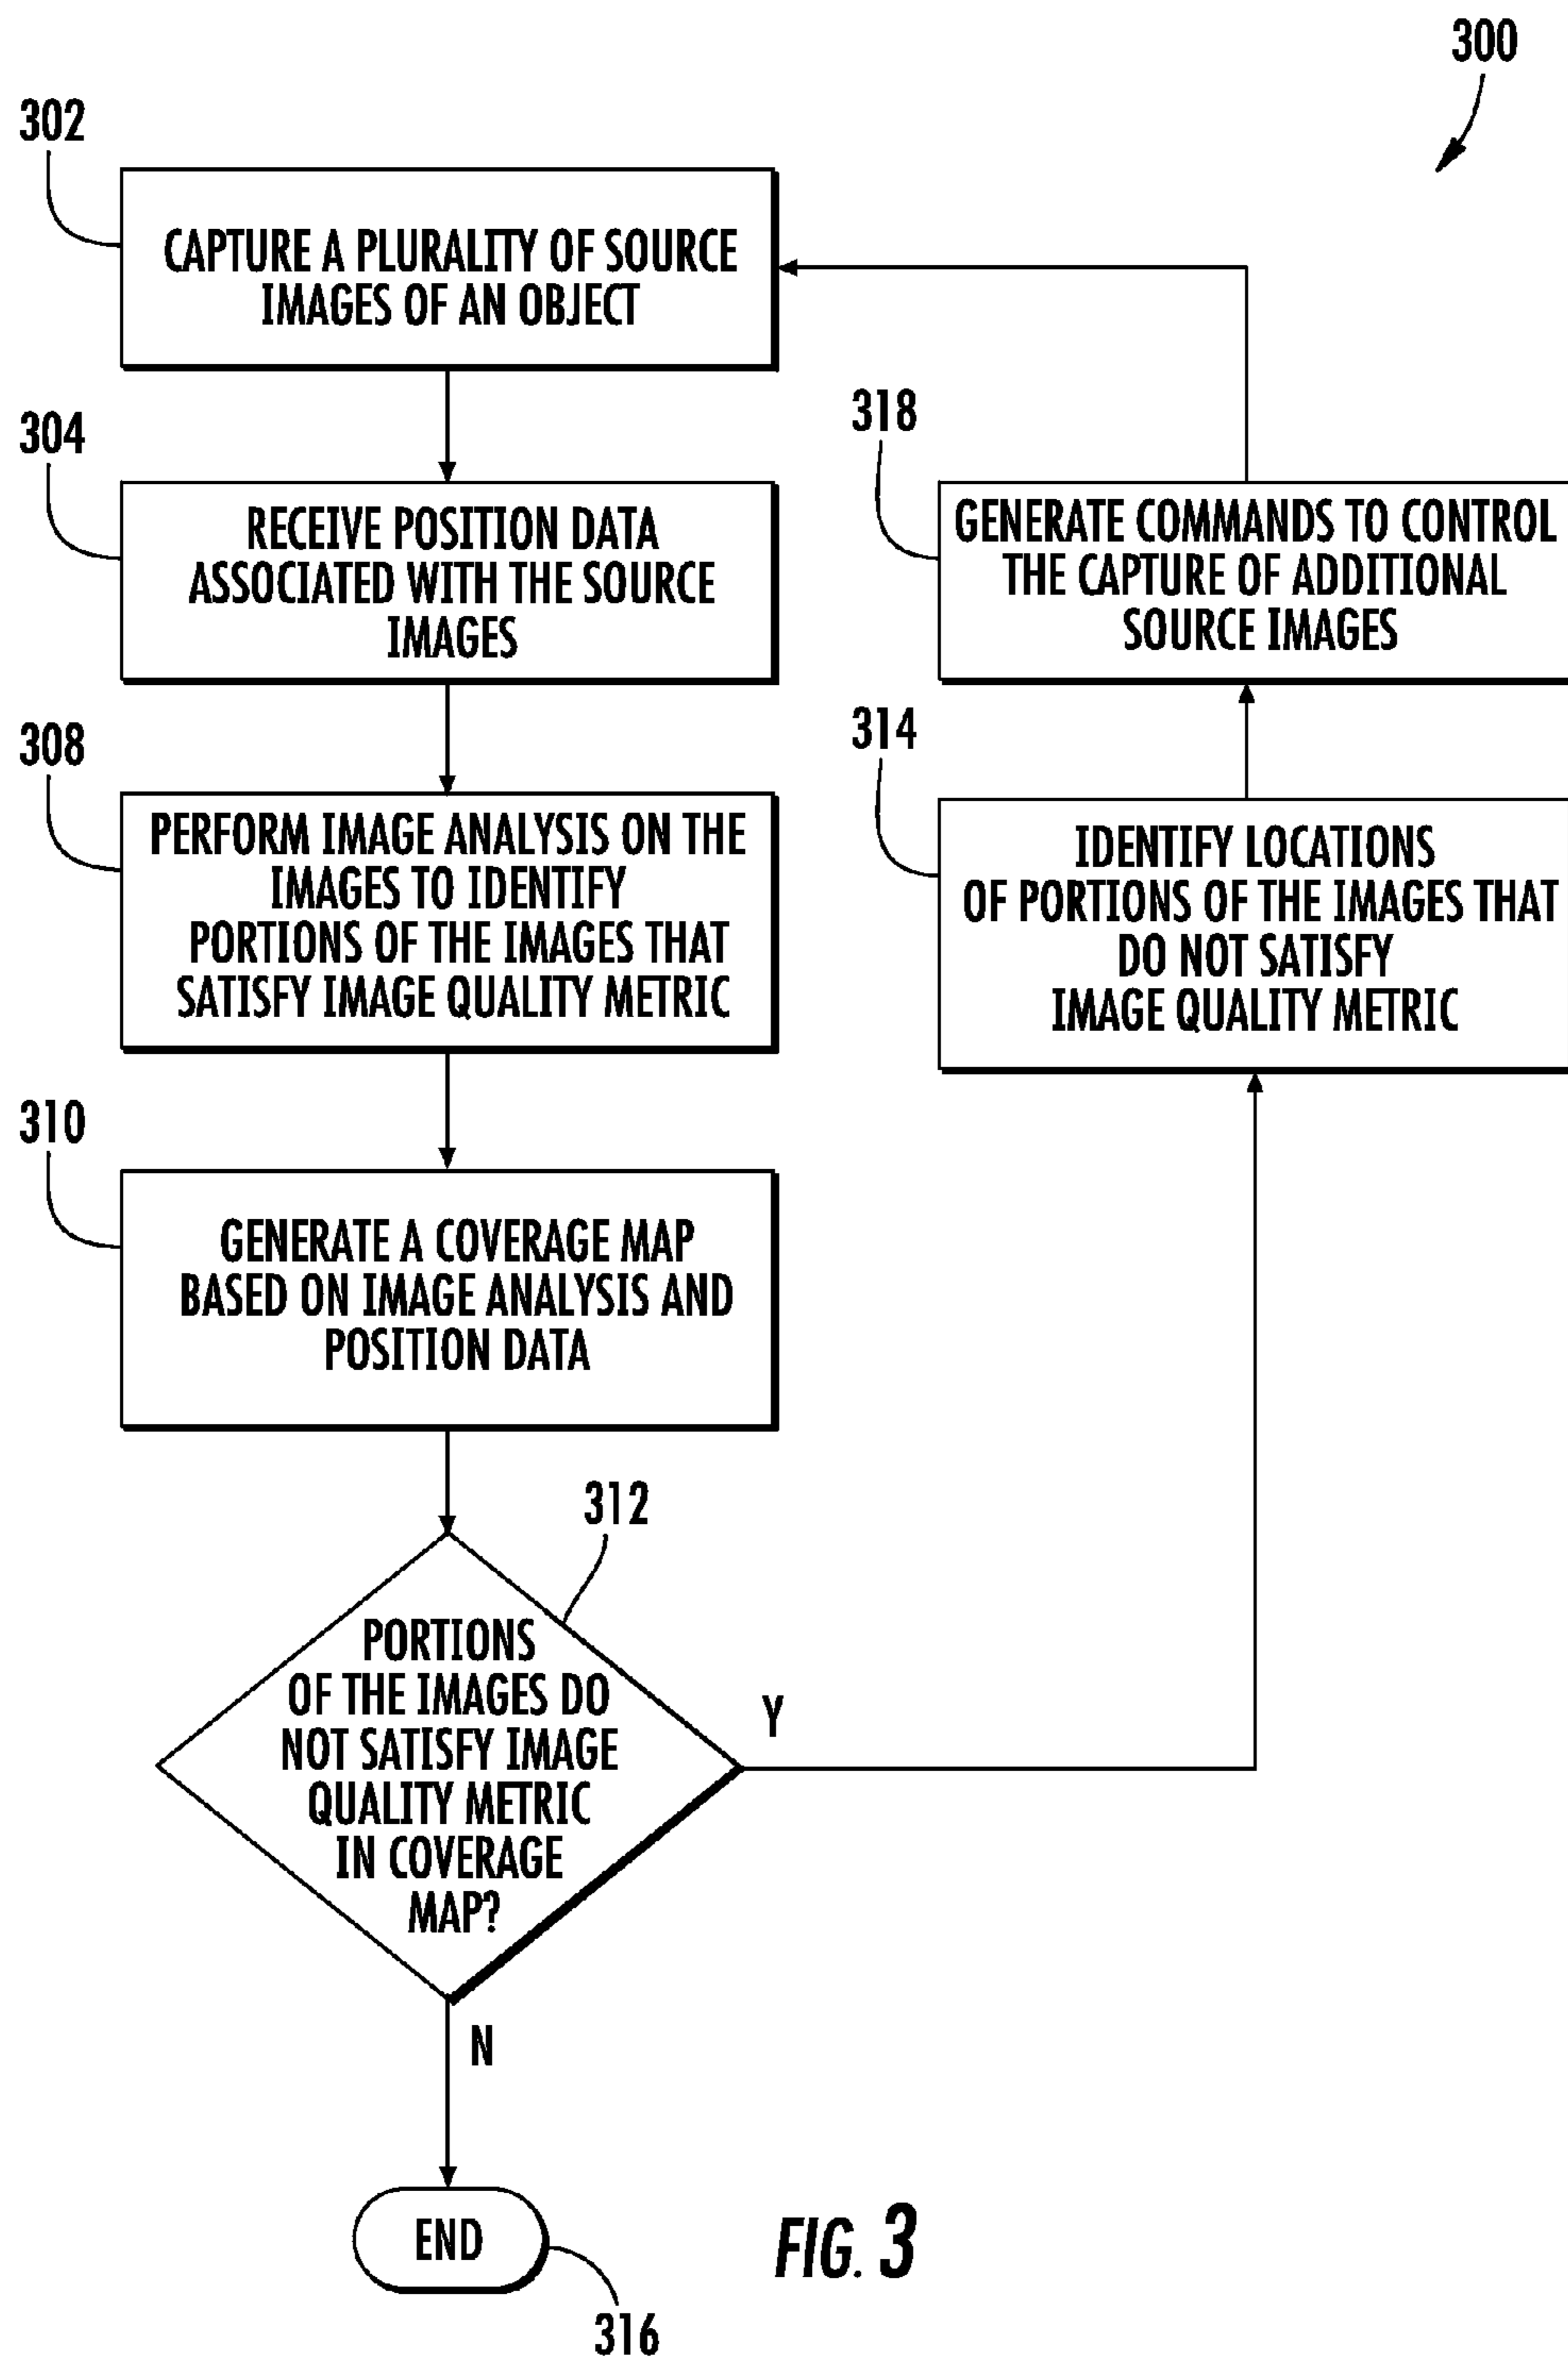 300
302
CAPTURE A PLURALITY OF SOURCE
IMAGES OF AN OBJECT
304
RECEIVE POSITION DATA
ASSOCIATED WITH THE SOURCE
IMAGES
308
PERFORM IMAGE ANALYSIS ON THE
IMAGES TO IDENTIFY
PORTIONS OF THE IMAGES THAT
SATISFY IMAGE QUALITY METRIC
310
GENERATE A COVERAGE MAP
BASED ON IMAGE ANALYSIS AND
POSITION DATA
312
PORTIONS
OF THE IMAGES DO
NOT SATISFY IMAGE
QUALITY METRIC
IN COVERAGE
MAP?
Y
N
314
IDENTIFY LOCATIONS
OF PORTIONS OF THE IMAGES THAT
DO NOT SATISFY
IMAGE QUALITY METRIC
318
GENERATE COMMANDS TO CONTROL
THE CAPTURE OF ADDITIONAL
SOURCE IMAGES
END
316
FIG. 3